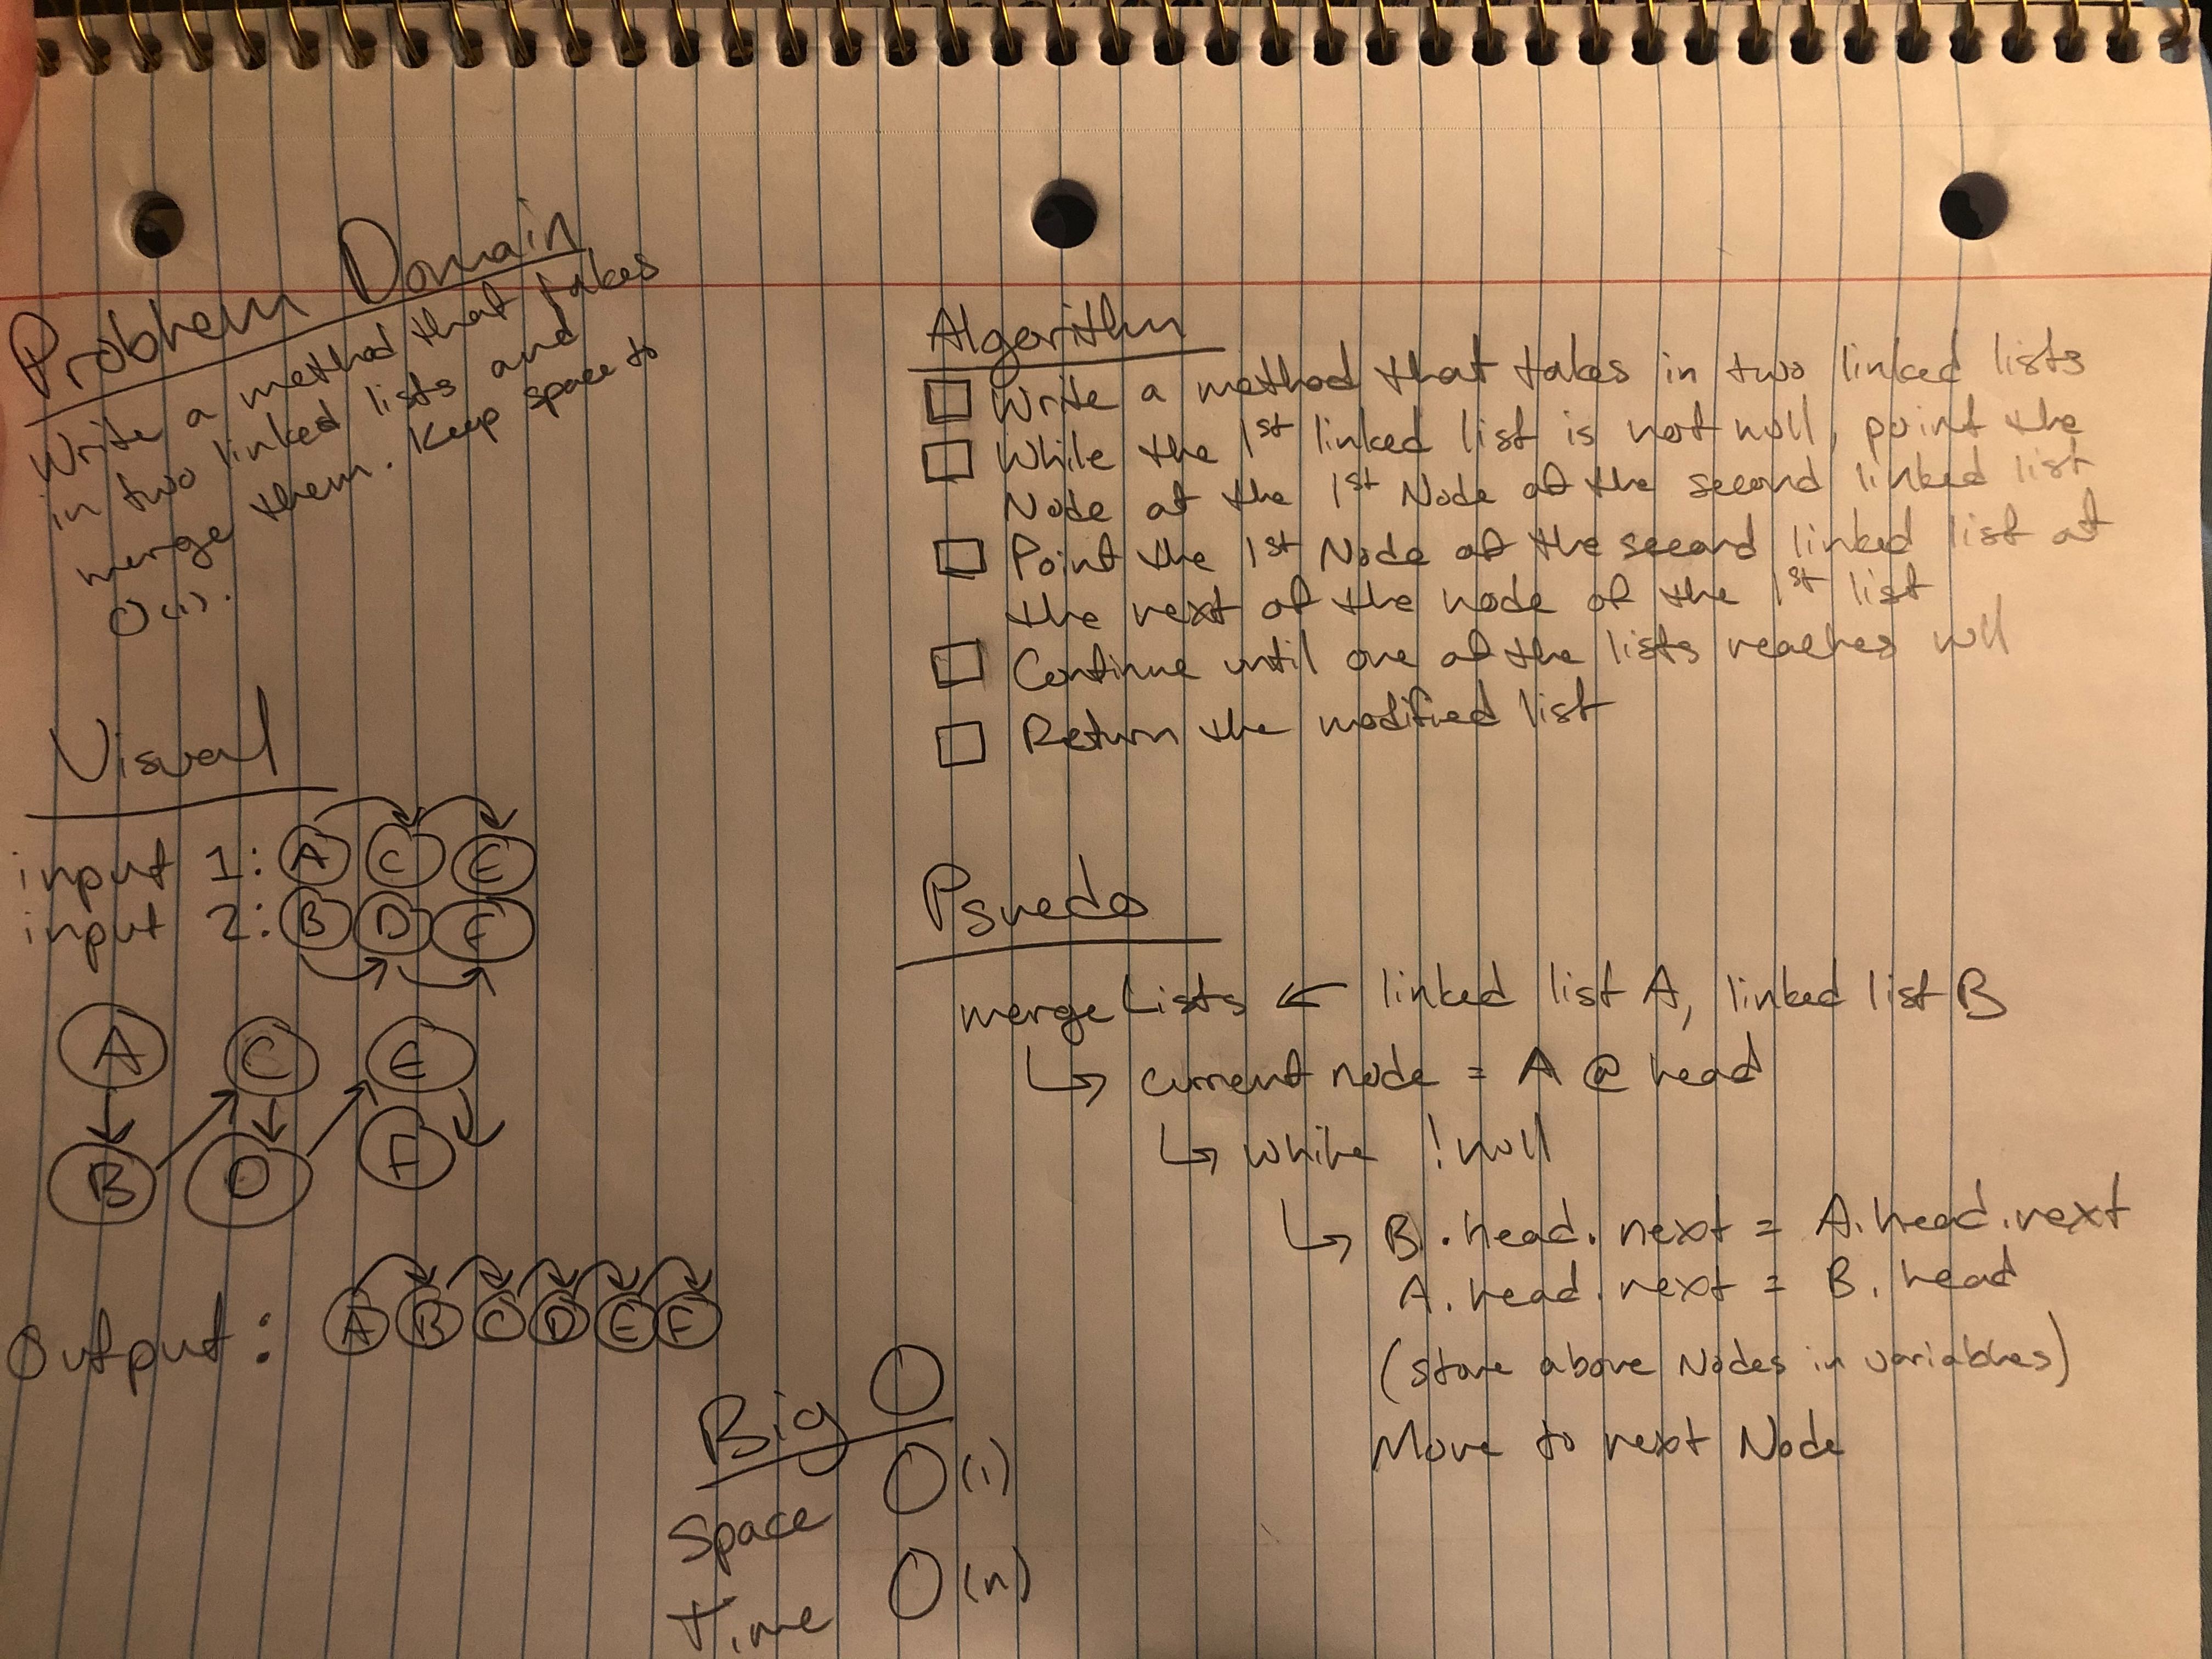 Problem Domain
Write a method that takes
in two linked lists and
merge them. Keep space to
O(1).
Visual
input 1: A C E
input 2: B D F
A C E
B D F
Output: A B C D E F
Big O
Space O(1)
Time O(n)
Algorithm
Write a method that takes in two linked lists
While the 1st linked list is not null, point the
Node at the 1st Node of the second linked list
Point the 1st Node of the second linked list at
the next of the node of the 1st list
Continue until one of the lists reaches null
Return the modified list
Psuedo
mergeLists ← linked list A, linked list B
↳ current node = A @ head
↳ while !null
↳ B.head.next = A.head.next
A.head.next = B.head
(store above Nodes in variables)
Move to next Node